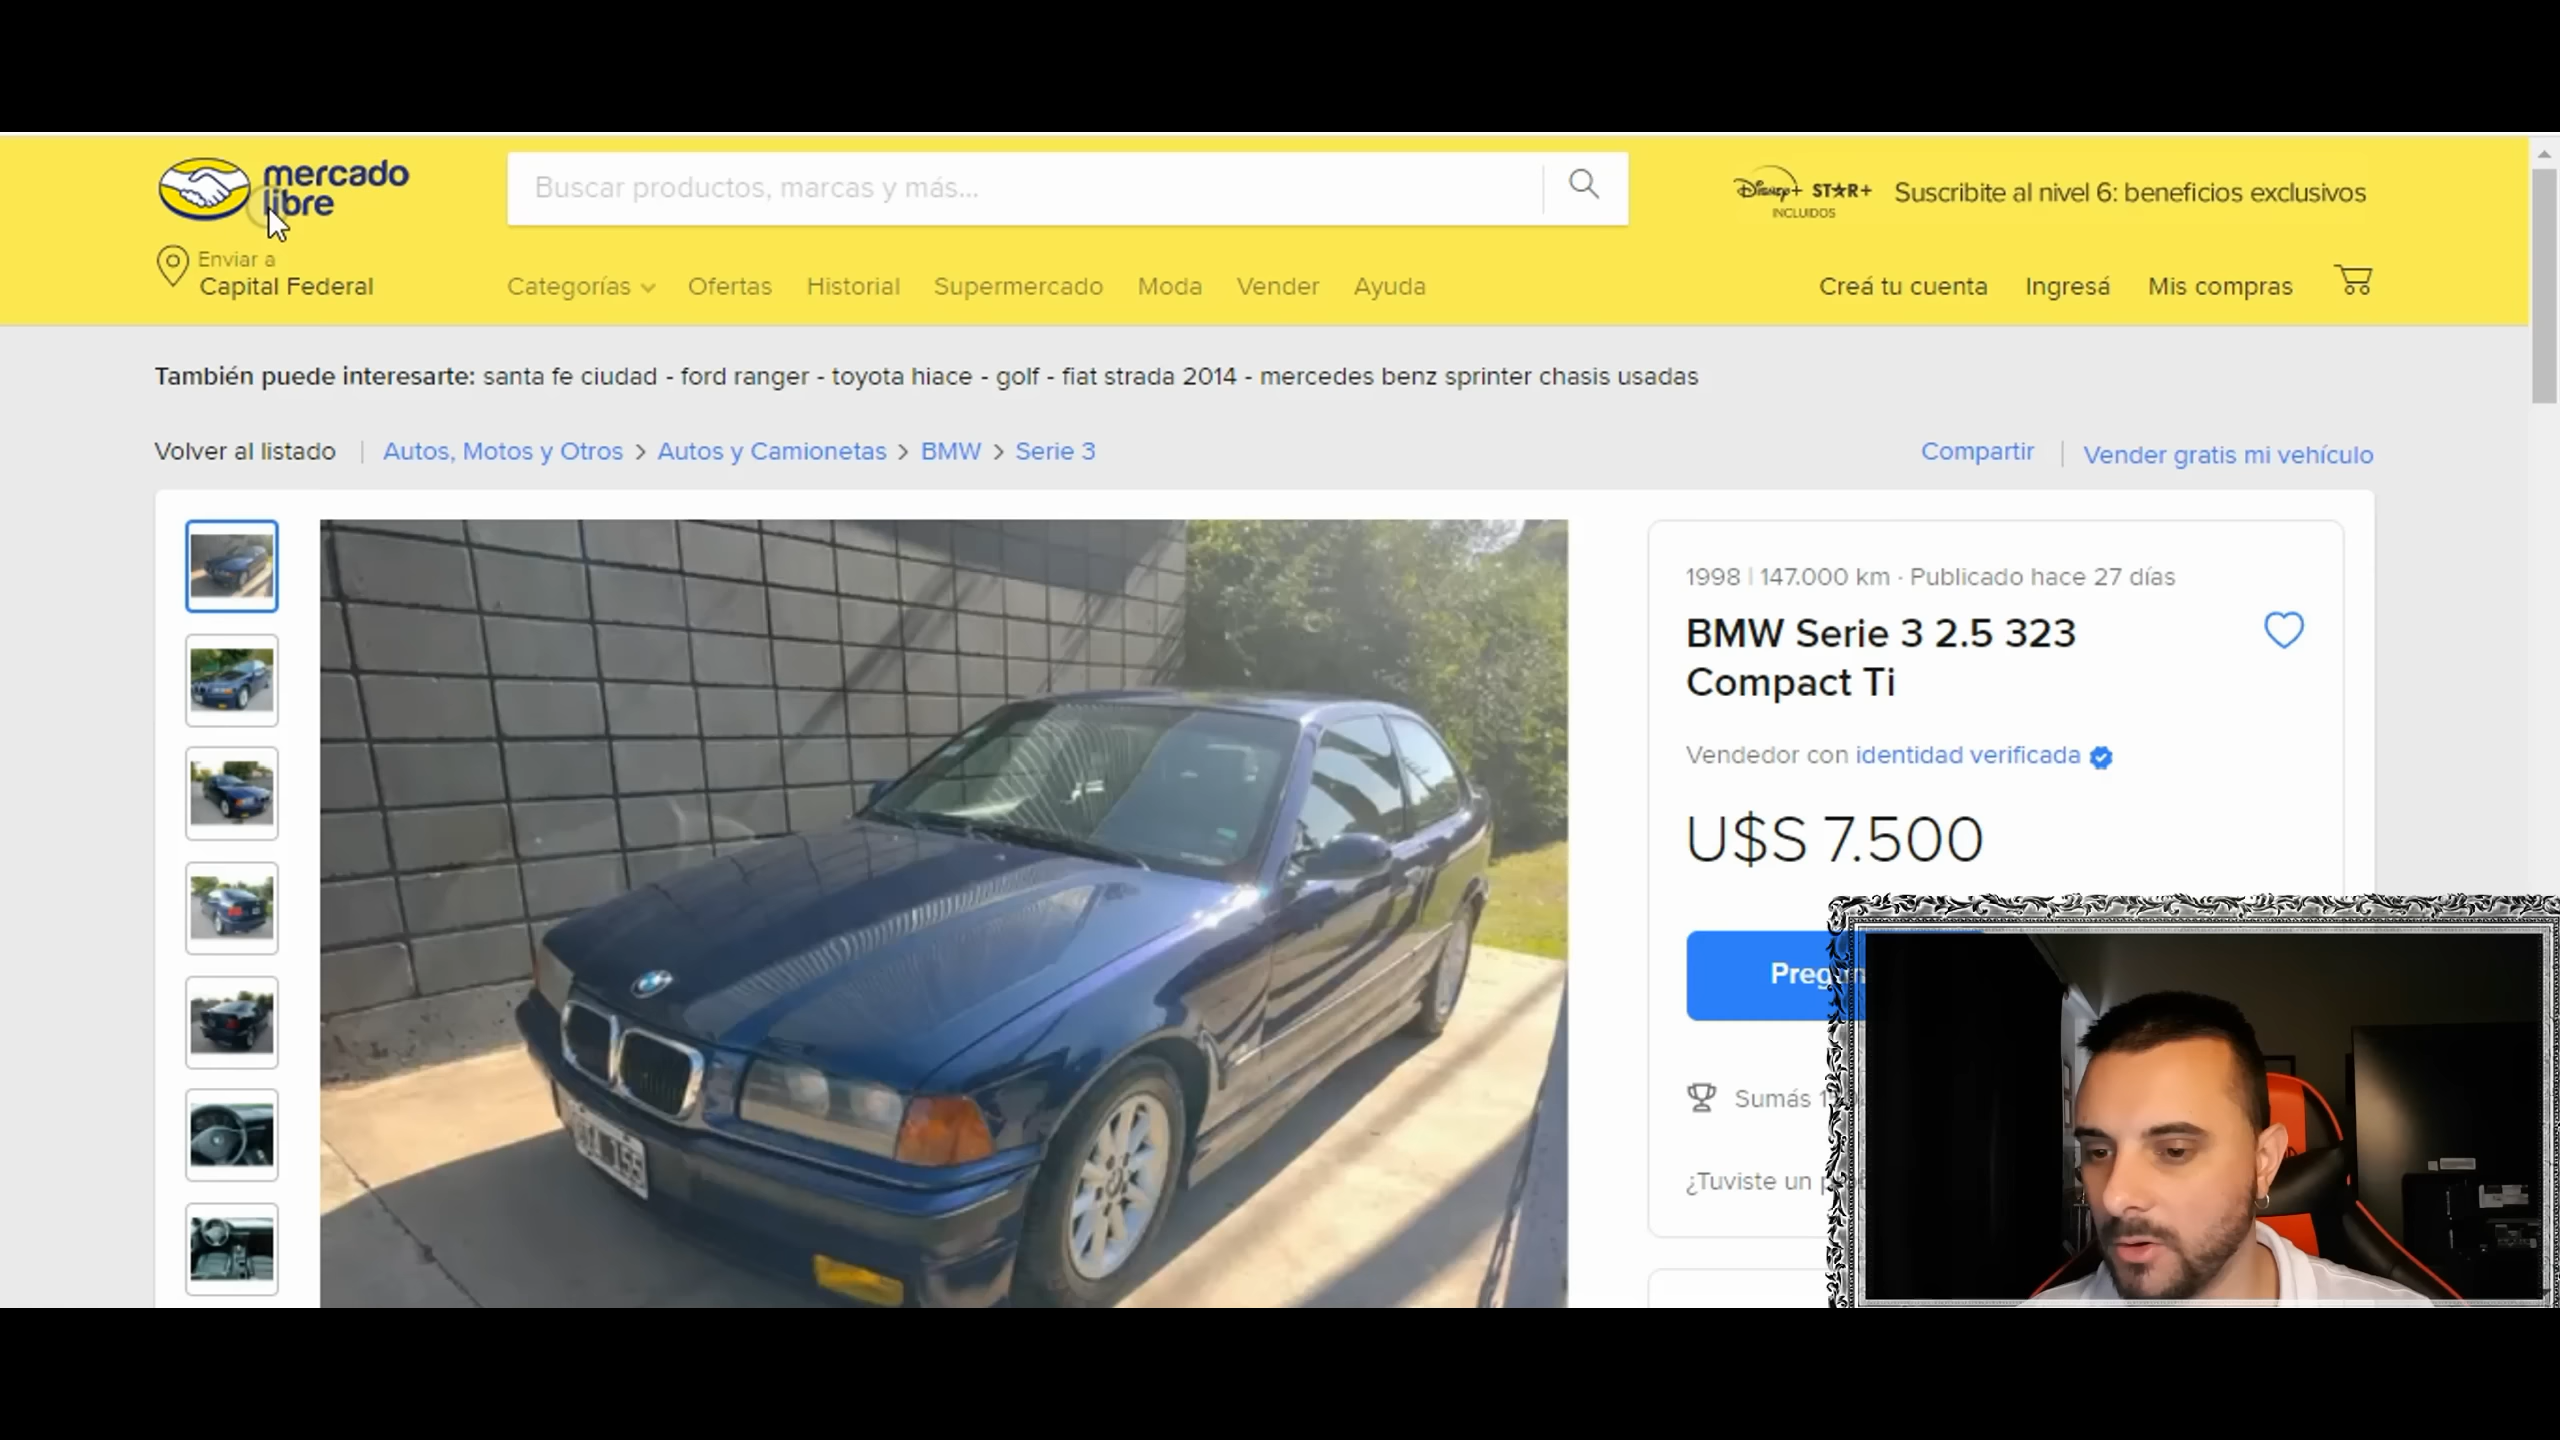 mercado
libre
Buscar productos, marcas y más...
Disney+ STAR+
INCLUIDOS
Suscribite al nivel 6: beneficios exclusivos
Enviar a
Capital Federal
Categorías
Ofertas
Historial
Supermercado
Moda
Vender
Ayuda
Creá tu cuenta
Ingresá
Mis compras
También puede interesarte: santa fe ciudad - ford ranger - toyota hiace - golf - fiat strada 2014 - mercedes benz sprinter chasis usadas
Volver al listado | Autos, Motos y Otros > Autos y Camionetas > BMW > Serie 3
Compartir | Vender gratis mi vehículo
1998 | 147.000 km · Publicado hace 27 días
BMW Serie 3 2.5 323
Compact Ti
Vendedor con identidad verificada
U$S 7.500
Sumás
¿Tuviste un